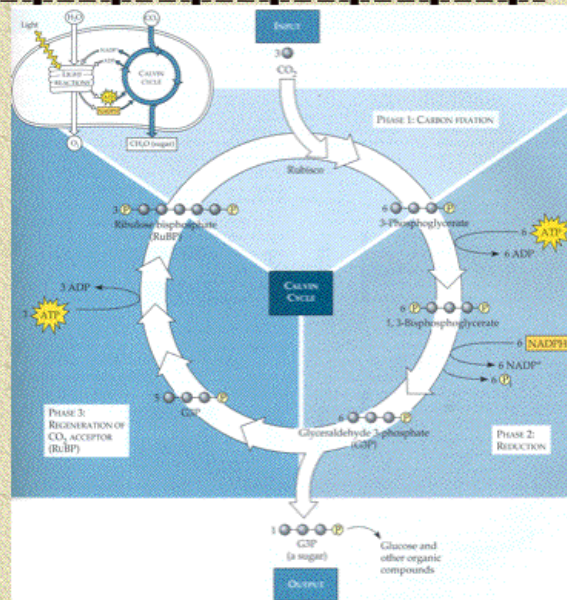 Light
H₂O
CO₂
NADP⁺
ADP
LIGHT
REACTIONS
CALVIN
CYCLE
ATP
NADPH
O₂
CH₂O (sugar)
INPUT
3
CO₂
PHASE 1: CARBON FIXATION
Rubisco
3 P P
Ribulose bisphosphate
(RuBP)
6 P
3-Phosphoglycerate
6 ATP
6 ADP
CALVIN
CYCLE
3 ADP
3 ATP
6 P P
1, 3-Bisphosphoglycerate
6 NADPH
6 NADP⁺
6 P
5 P
G3P
6 P
Glyceraldehyde 3-phosphate
(G3P)
PHASE 3:
REGENERATION OF
CO₂ ACCEPTOR
(RuBP)
PHASE 2:
REDUCTION
1 P
G3P
(a sugar)
Glucose and
other organic
compounds
OUTPUT